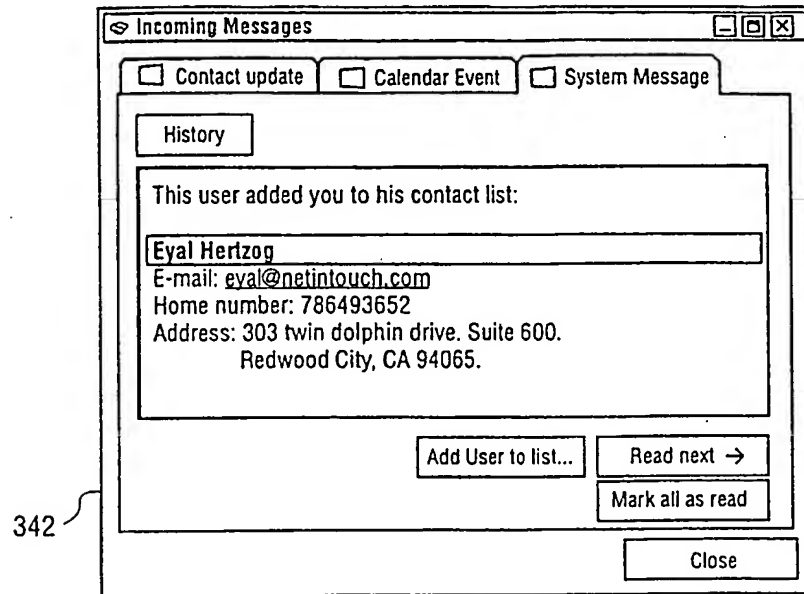 Incoming Messages
Contact update
Calendar Event
System Message
History
This user added you to his contact list:
Eyal Hertzog
E-mail: eyal@netintouch.com
Home number: 786493652
Address: 303 twin dolphin drive. Suite 600.
Redwood City, CA 94065.
Add User to list...
Read next →
Mark all as read
342
Close